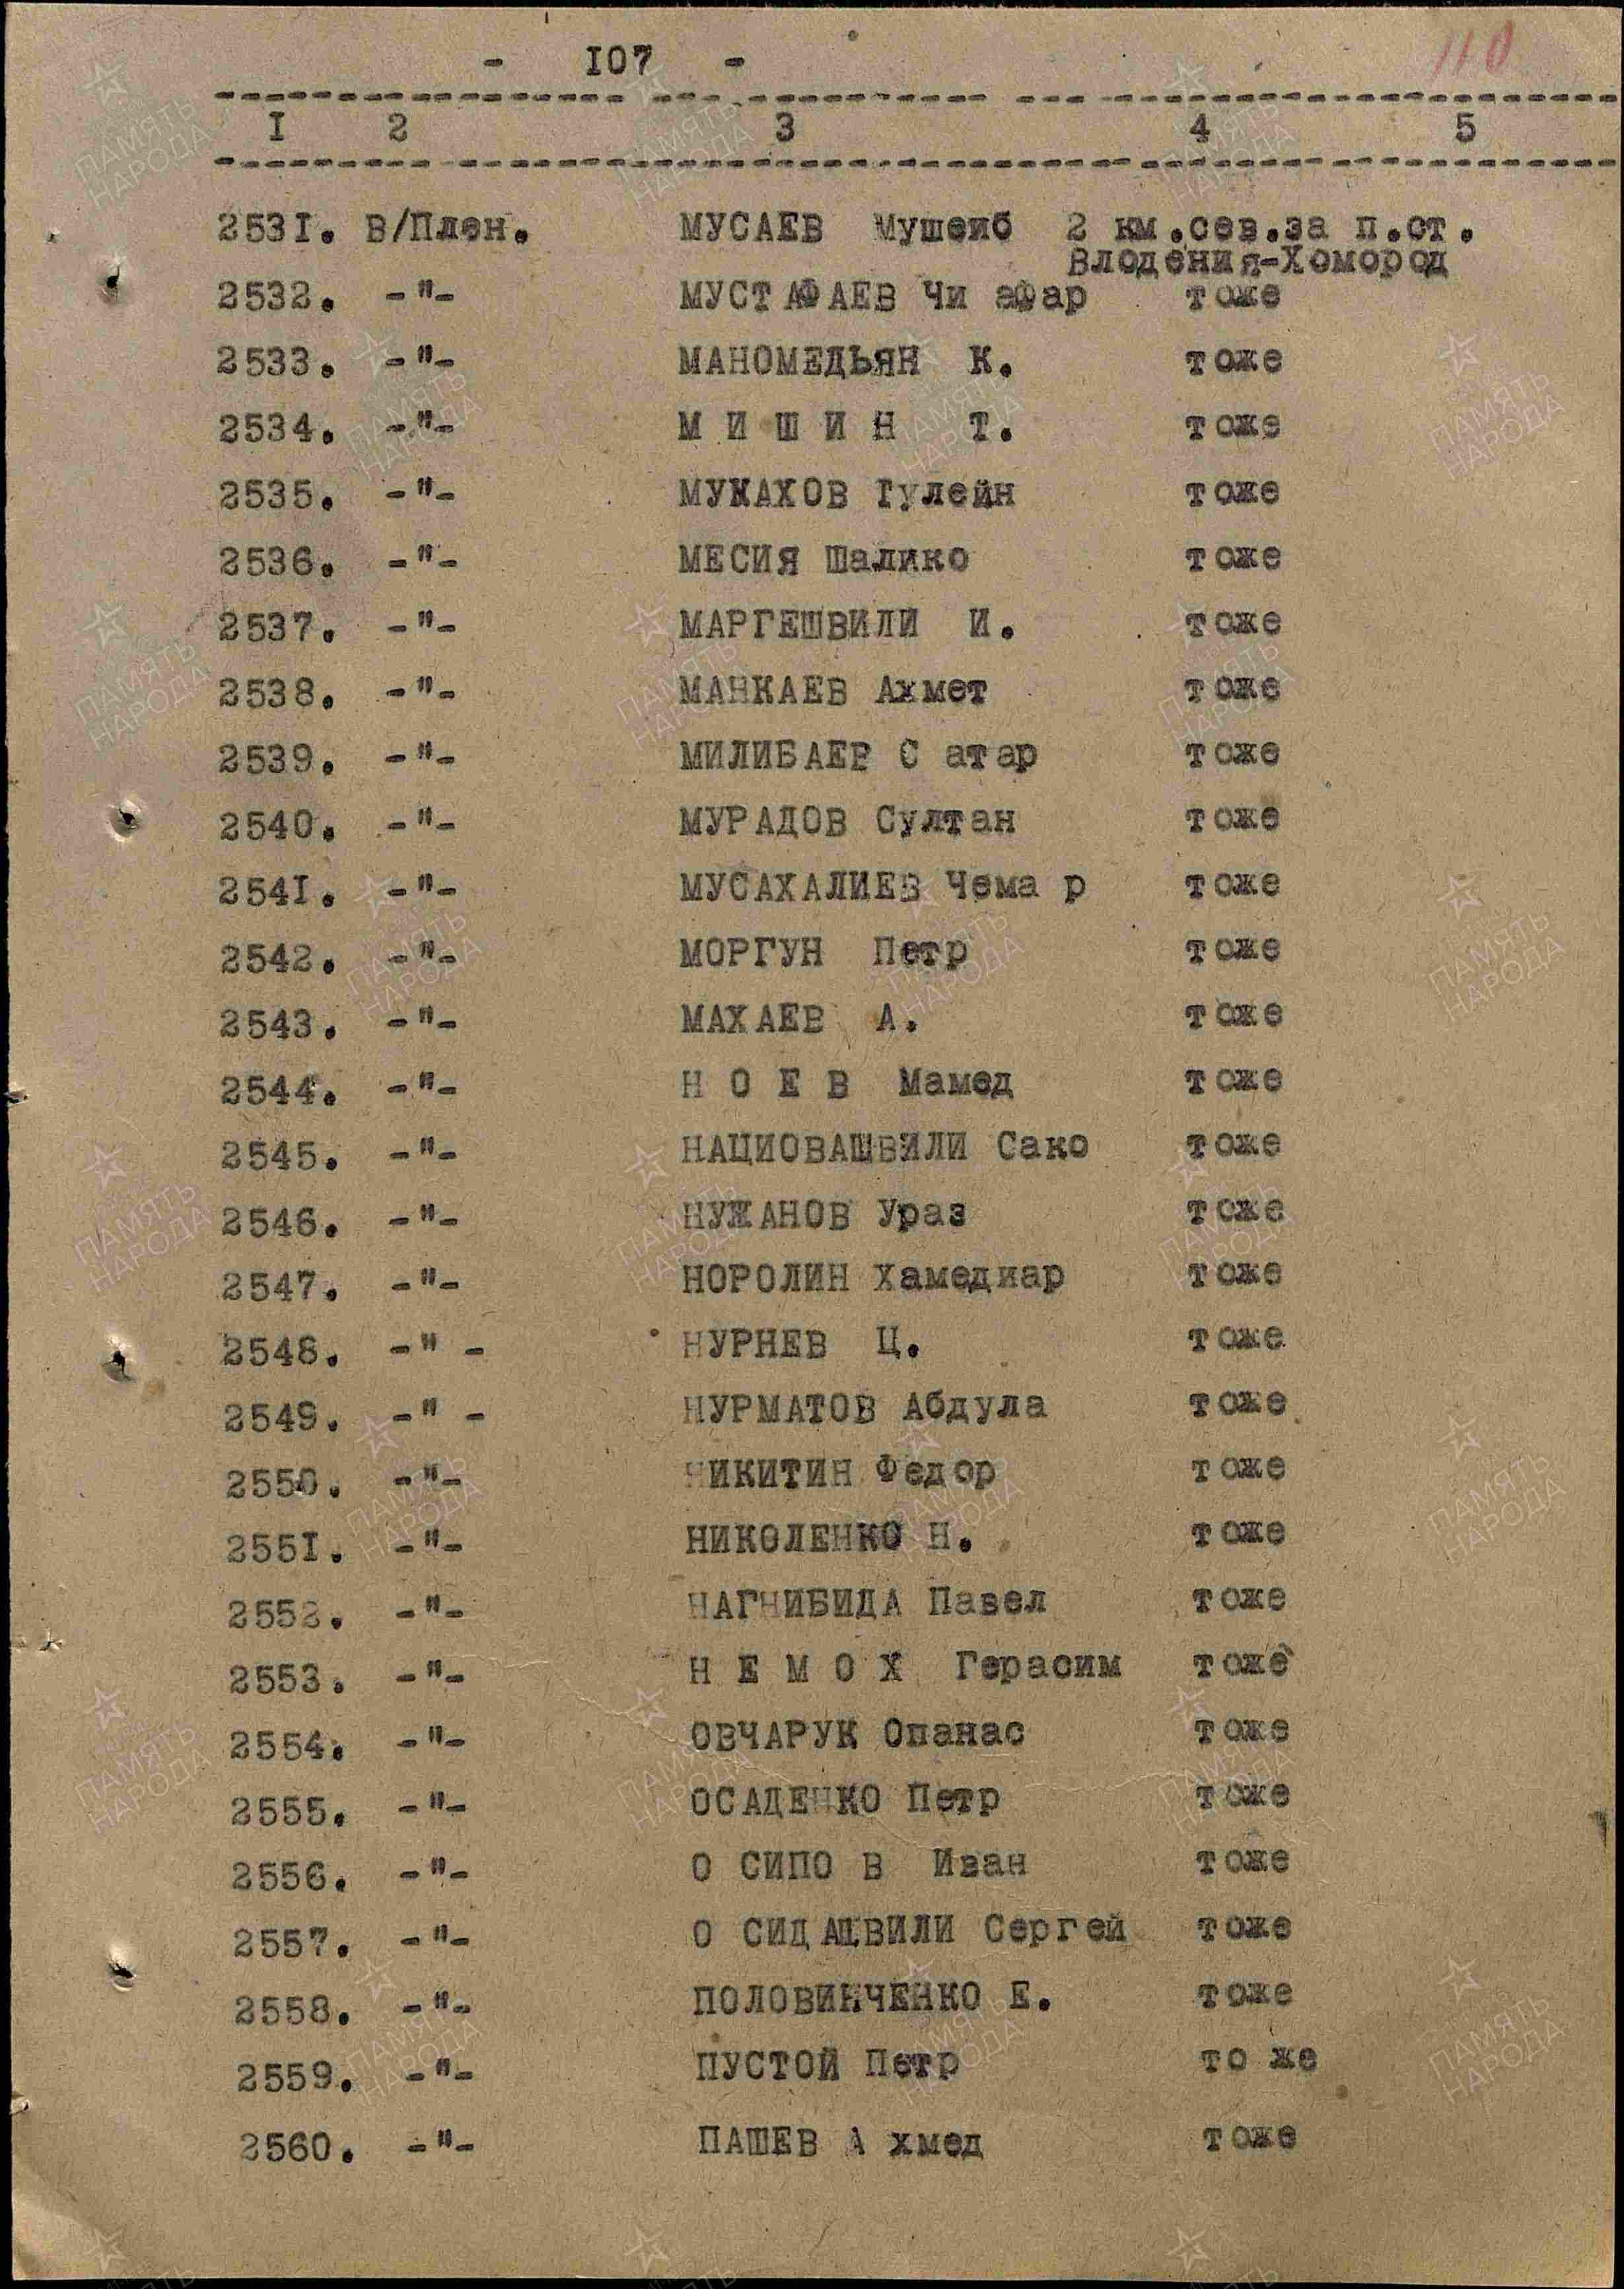 - I07 -
110
I 2 3 4 5
253I. В/Плен. МУСАЕВ Мушеиб 2 км.сев.за п.ст.
Влодения-Хомород
2532. -"- МУСТАФАЕВ Чи афар тоже
2533. -"- МАНОМЕДЬЯН К. тоже
2534. -"- М И Ш И Н Т. тоже
2535. -"- МУКАХОВ Гулейн тоже
2536. -"- МЕСИЯ Шалико тоже
2537. -"- МАРГЕШВИЛИ И. тоже
2538. -"- МАНКАЕВ Ахмет тоже
2539. -"- МИЛИБАЕР С атар тоже
2540. -"- МУРАДОВ Султан тоже
254I. -"- МУСАХАЛИЕВ Чема р тоже
2542. -"- МОРГУН Петр тоже
2543. -"- МАХАЕВ А. тоже
2544. -"- Н О Е В Мамед тоже
2545. -"- НАЦИОВАШВИЛИ Сако тоже
2546. -"- НУЖАНОВ Ураз тоже
2547. -"- НОРОЛИН Хамедиар тоже
2548. -" - НУРНЕВ Ц. тоже
2549. -" - НУРМАТОВ Абдула тоже
2550. -"- НИКИТИН Федор тоже
255I. -"- НИКОЛЕНКО Н. тоже
2552. -"- НАГНИБИДА Павел тоже
2553. -"- Н Е М О Х Герасим тоже
2554. -"- ОВЧАРУК Опанас тоже
2555. -"- ОСАДЕНКО Петр тоже
2556. -"- О СИПО В Иван тоже
2557. -"- О СИДАШВИЛИ Сергей тоже
2558. -"- ПОЛОВИНЧЕНКО Е. тоже
2559. -"- ПУСТОЙ Петр то же
2560. -"- ПАШЕВ А хмед тоже